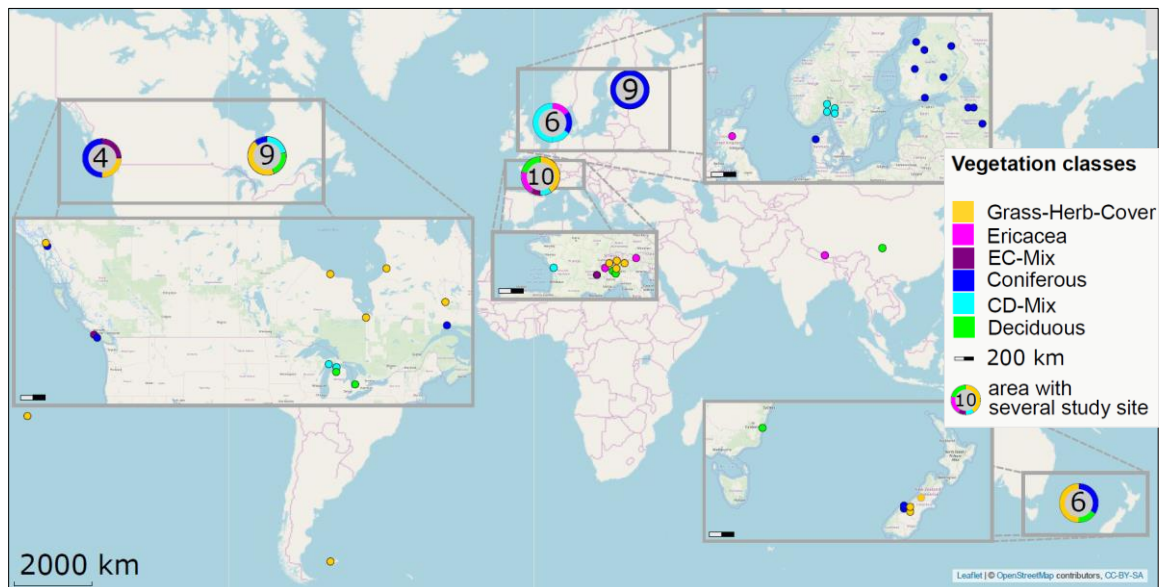 9
6
4
9
10
Vegetation classes
Grass-Herb-Cover
Ericacea
EC-Mix
Coniferous
CD-Mix
Deciduous
200 km
10 area with
several study site
6
2000 km
Leaflet | © OpenStreetMap contributors, CC-BY-SA